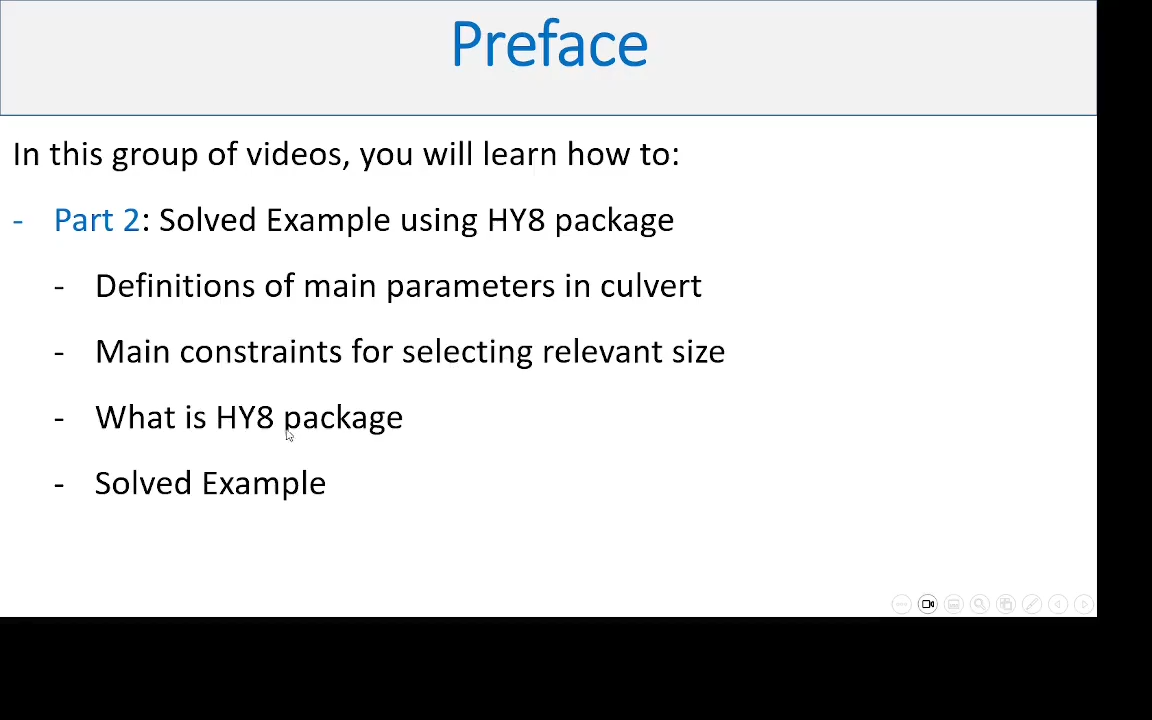 Preface
In this group of videos, you will learn how to:
- Part 2: Solved Example using HY8 package
- Definitions of main parameters in culvert
- Main constraints for selecting relevant size
- What is HY8 package
- Solved Example